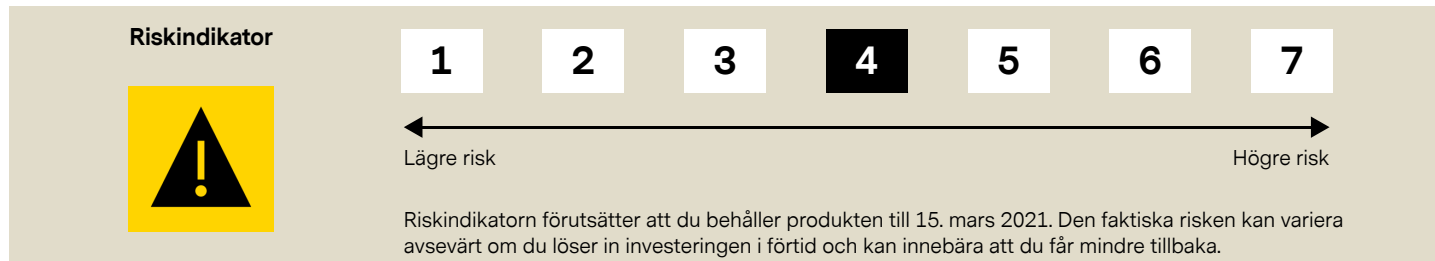 Riskindikator
1 2 3 4 5 6 7
!
Lägre risk Högre risk
Riskindikatorn förutsätter att du behåller produkten till 15. mars 2021. Den faktiska risken kan variera
avsevärt om du löser in investeringen i förtid och kan innebära att du får mindre tillbaka.